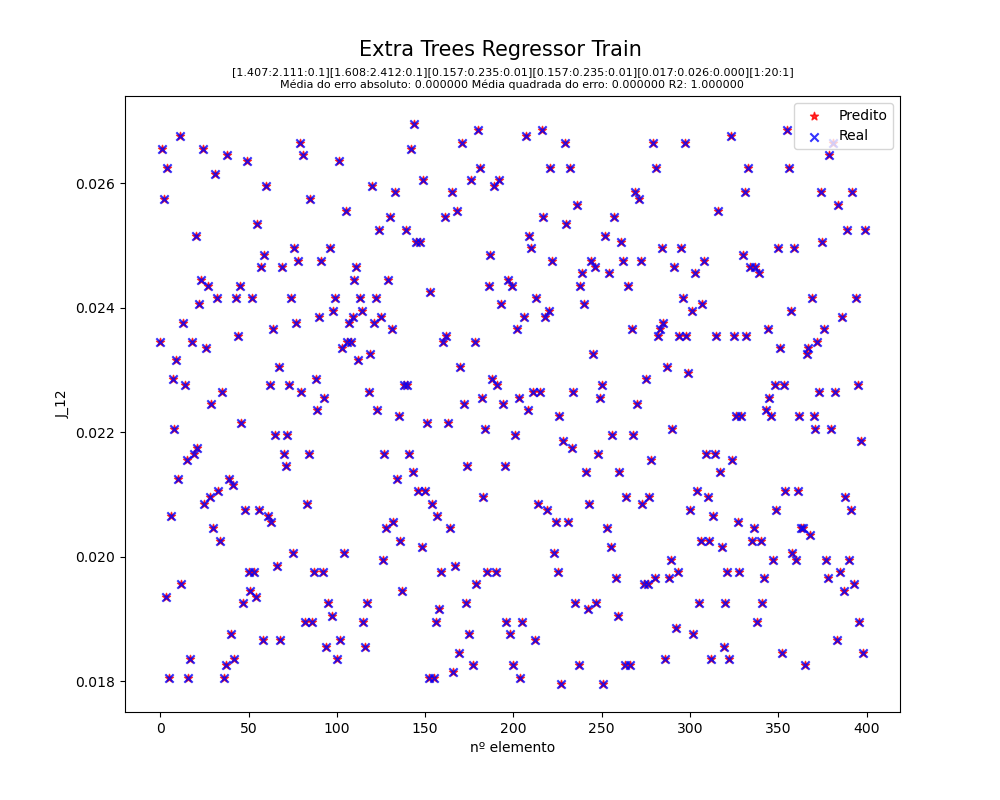 Extra Trees Regressor Train
[1.407:2.111:0.1][1.608:2.412:0.1][0.157:0.235:0.01][0.157:0.235:0.01][0.017:0.026:0.000][1:20:1]
Média do erro absoluto: 0.000000 Média quadrada do erro: 0.000000 R2: 1.000000
Predito
Real
0.026
0.024
0.022
0.020
0.018
J_12
0 50 100 150 200 250 300 350 400
nº elemento